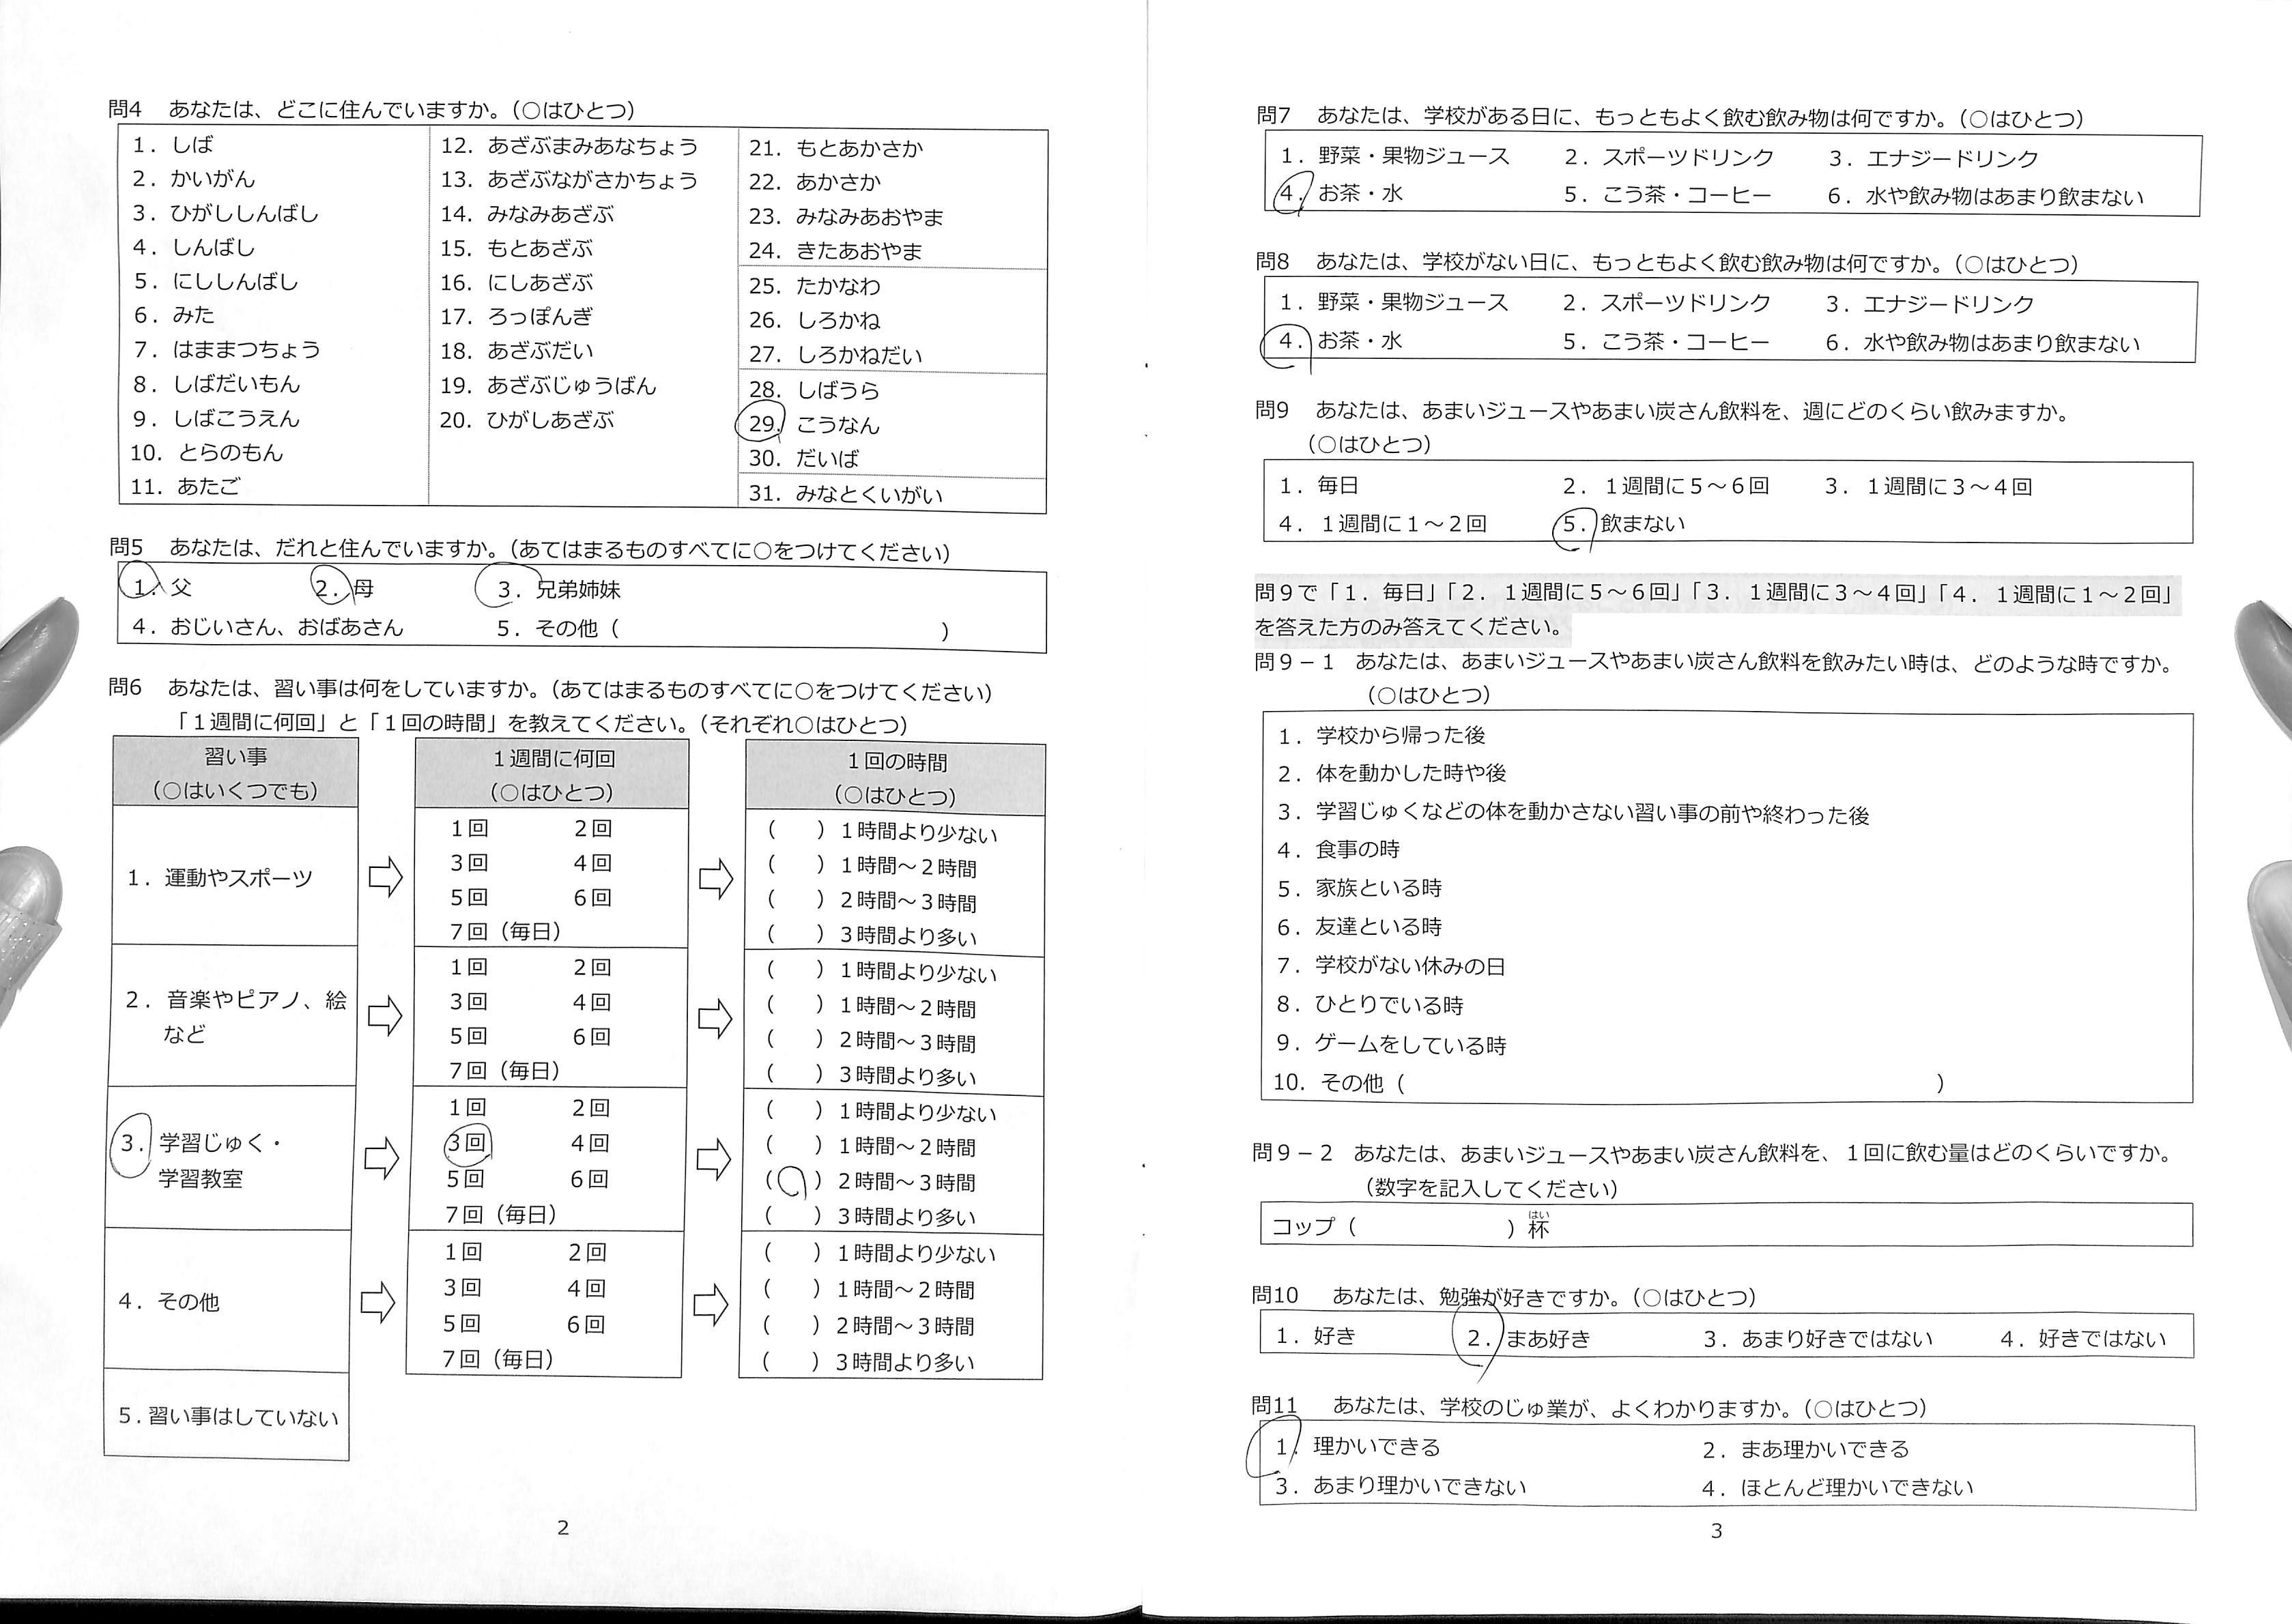 問4 あなたは、どこに住んでいますか。(○はひとつ)
1. しば
2. かいがん
3. ひがししんばし
4. しんばし
5. にししんばし
6. みた
7. はままつちょう
8. しばだいもん
9. しばこうえん
10. とらのもん
11. あたご
12. あざぶまみあなちょう
13. あざぶながさかちょう
14. みなみあざぶ
15. もとあざぶ
16. にしあざぶ
17. ろっぽんぎ
18. あざぶだい
19. あざぶじゅうばん
20. ひがしあざぶ
21. もとあかさか
22. あかさか
23. みなみあおやま
24. きたあおやま
25. たかなわ
26. しろかね
27. しろかねだい
28. しばうら
29. こうなん
30. だいば
31. みなとくいがい
問5 あなたは、だれと住んでいますか。(あてはまるものすべてに○をつけてください)
1. 父 2. 母 3. 兄弟姉妹
4. おじいさん、おばあさん 5. その他( )
問6 あなたは、習い事は何をしていますか。(あてはまるものすべてに○をつけてください)
「1週間に何回」と「1回の時間」を教えてください。(それぞれ○はひとつ)
習い事
(○はいくつでも)
1週間に何回
(○はひとつ)
1回の時間
(○はひとつ)
1. 運動やスポーツ
1回 2回
3回 4回
5回 6回
7回(毎日)
( )1時間より少ない
( )1時間~2時間
( )2時間~3時間
( )3時間より多い
2. 音楽やピアノ、絵
など
1回 2回
3回 4回
5回 6回
7回(毎日)
( )1時間より少ない
( )1時間~2時間
( )2時間~3時間
( )3時間より多い
3. 学習じゅく・
学習教室
1回 2回
3回 4回
5回 6回
7回(毎日)
( )1時間より少ない
( )1時間~2時間
(○)2時間~3時間
( )3時間より多い
4. その他
1回 2回
3回 4回
5回 6回
7回(毎日)
( )1時間より少ない
( )1時間~2時間
( )2時間~3時間
( )3時間より多い
5. 習い事はしていない
2
問7 あなたは、学校がある日に、もっともよく飲む飲み物は何ですか。(○はひとつ)
1. 野菜・果物ジュース 2. スポーツドリンク 3. エナジードリンク
4. お茶・水 5. こう茶・コーヒー 6. 水や飲み物はあまり飲まない
問8 あなたは、学校がない日に、もっともよく飲む飲み物は何ですか。(○はひとつ)
1. 野菜・果物ジュース 2. スポーツドリンク 3. エナジードリンク
4. お茶・水 5. こう茶・コーヒー 6. 水や飲み物はあまり飲まない
問9 あなたは、あまいジュースやあまい炭さん飲料を、週にどのくらい飲みますか。
(○はひとつ)
1. 毎日 2. 1週間に5~6回 3. 1週間に3~4回
4. 1週間に1~2回 5. 飲まない
問9で「1. 毎日」「2. 1週間に5~6回」「3. 1週間に3~4回」「4. 1週間に1~2回」
を答えた方のみ答えてください。
問9-1 あなたは、あまいジュースやあまい炭さん飲料を飲みたい時は、どのような時ですか。
(○はひとつ)
1. 学校から帰った後
2. 体を動かした時や後
3. 学習じゅくなどの体を動かさない習い事の前や終わった後
4. 食事の時
5. 家族といる時
6. 友達といる時
7. 学校がない休みの日
8. ひとりでいる時
9. ゲームをしている時
10. その他( )
問9-2 あなたは、あまいジュースやあまい炭さん飲料を、1回に飲む量はどのくらいですか。
(数字を記入してください)
はい
コップ( )杯
問10 あなたは、勉強が好きですか。(○はひとつ)
1. 好き 2. まあ好き 3. あまり好きではない 4. 好きではない
問11 あなたは、学校のじゅ業が、よくわかりますか。(○はひとつ)
1. 理かいできる 2. まあ理かいできる
3. あまり理かいできない 4. ほとんど理かいできない
3